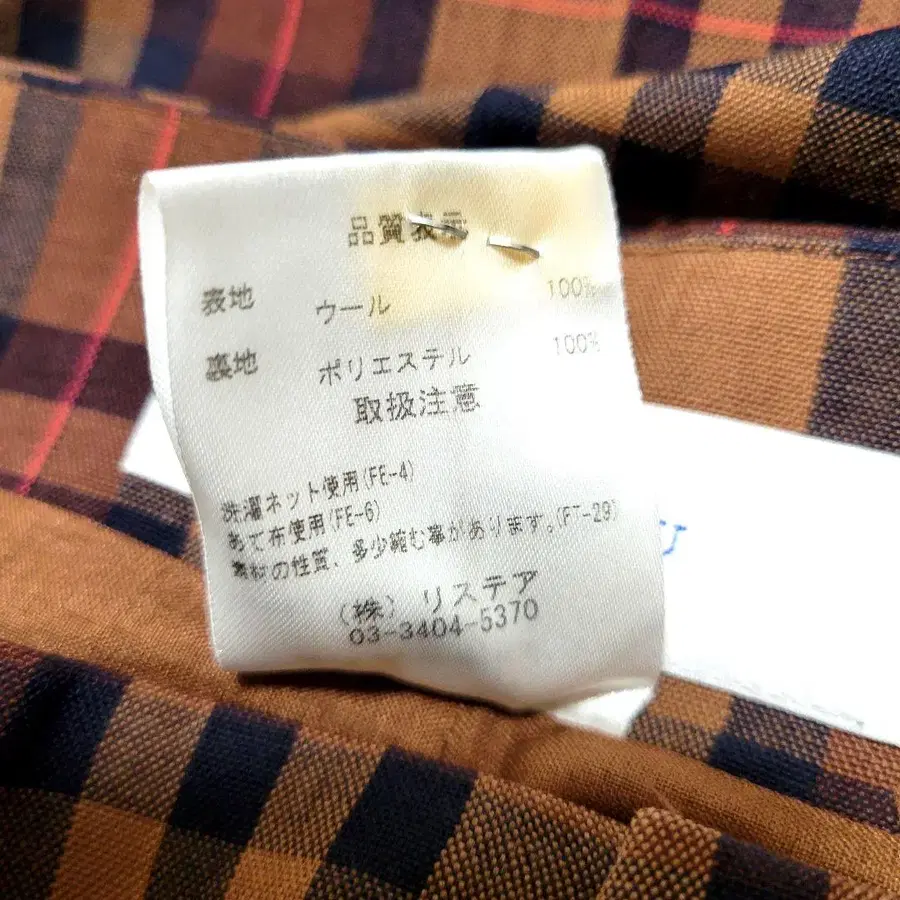 品質表示
表地 ウール 100%
裏地 ポリエステル 100%
取扱注意
洗濯ネット使用(FE-4)
あて布使用(FE-6)
素材の性質、多少縮む事があります。(FT-29)
(株) リステア
03-3404-5370